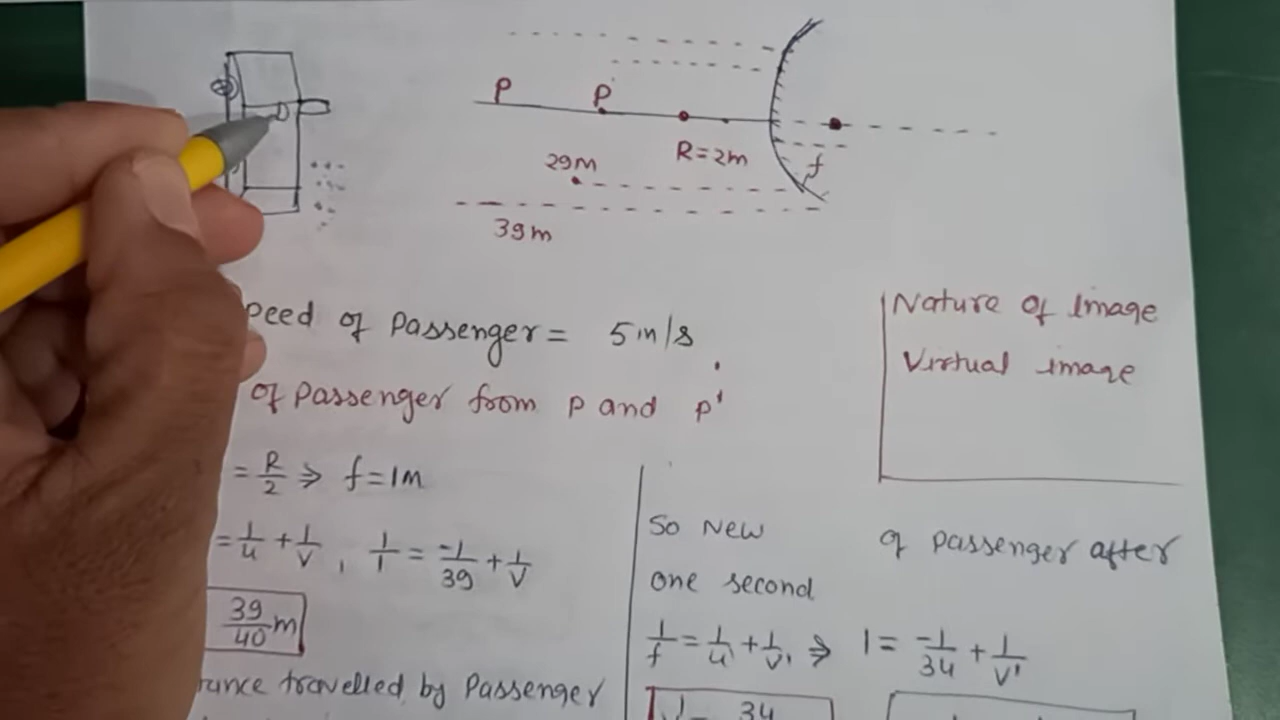 P P'
29m R=2m f
39m
peed of Passenger = 5m/s
Nature of Image
Virtual image
of Passenger from P and P'
= R/2 ⇒ f=1m
= 1/u + 1/v , 1/1 = -1/39 + 1/v
39/40 m
tance travelled by Passenger
So New of passenger after
one second
1/f = 1/u' + 1/v' ⇒ 1 = -1/34 + 1/v'
34